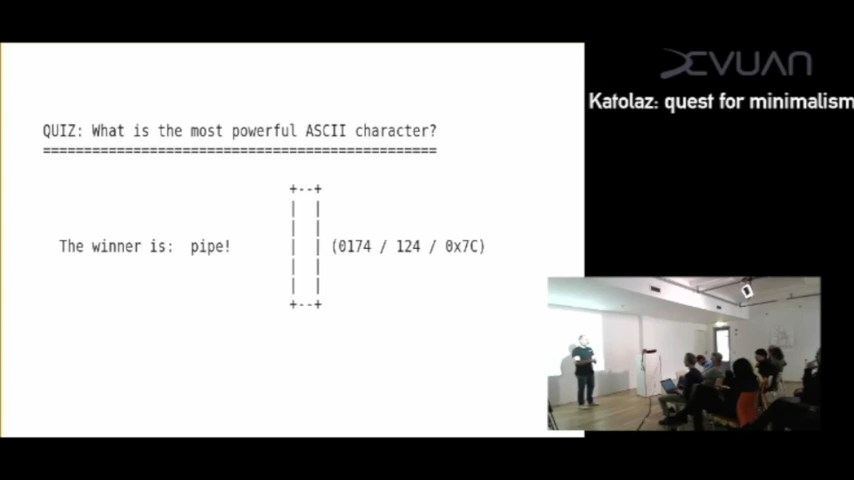 QUIZ: What is the most powerful ASCII character?
================================================
+--+
|  |
|  |
The winner is:  pipe!  |  | (0174 / 124 / 0x7C)
|  |
|  |
+--+
DEVUAN
Katolaz: quest for minimalism